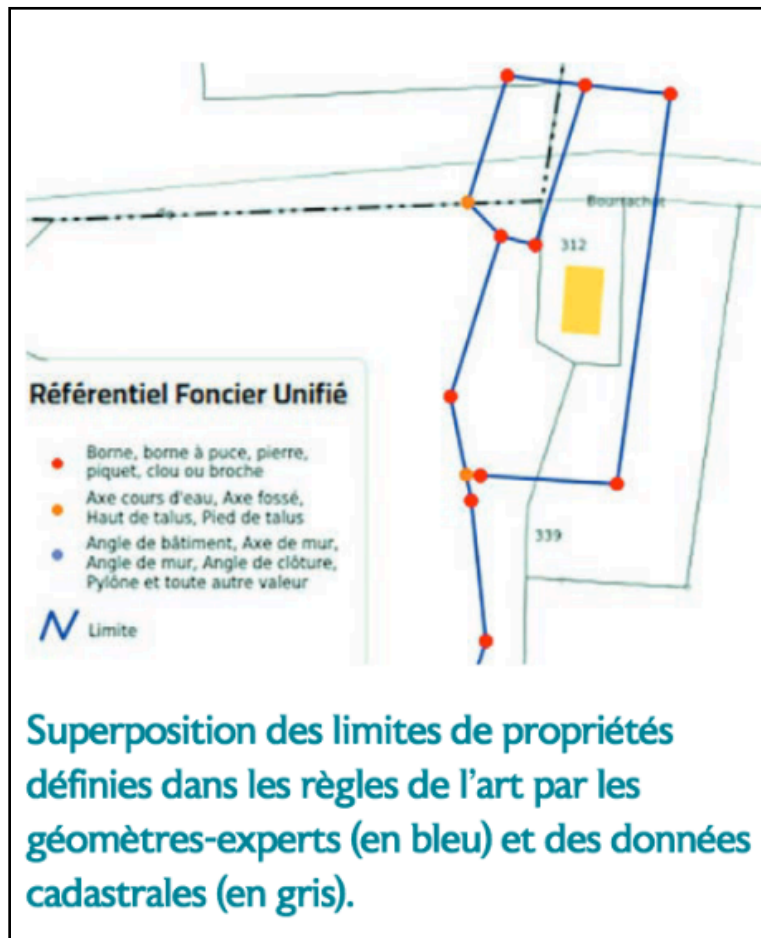 Boursachot
312
Référentiel Foncier Unifié
Borne, borne à puce, pierre,
piquet, clou ou broche
Axe cours d'eau, Axe fossé,
Haut de talus, Pied de talus
Angle de bâtiment, Axe de mur,
Angle de mur, Angle de clôture,
Pylône et toute autre valeur
339
Limite
Superposition des limites de propriétés
définies dans les règles de l'art par les
géomètres-experts (en bleu) et des données
cadastrales (en gris).